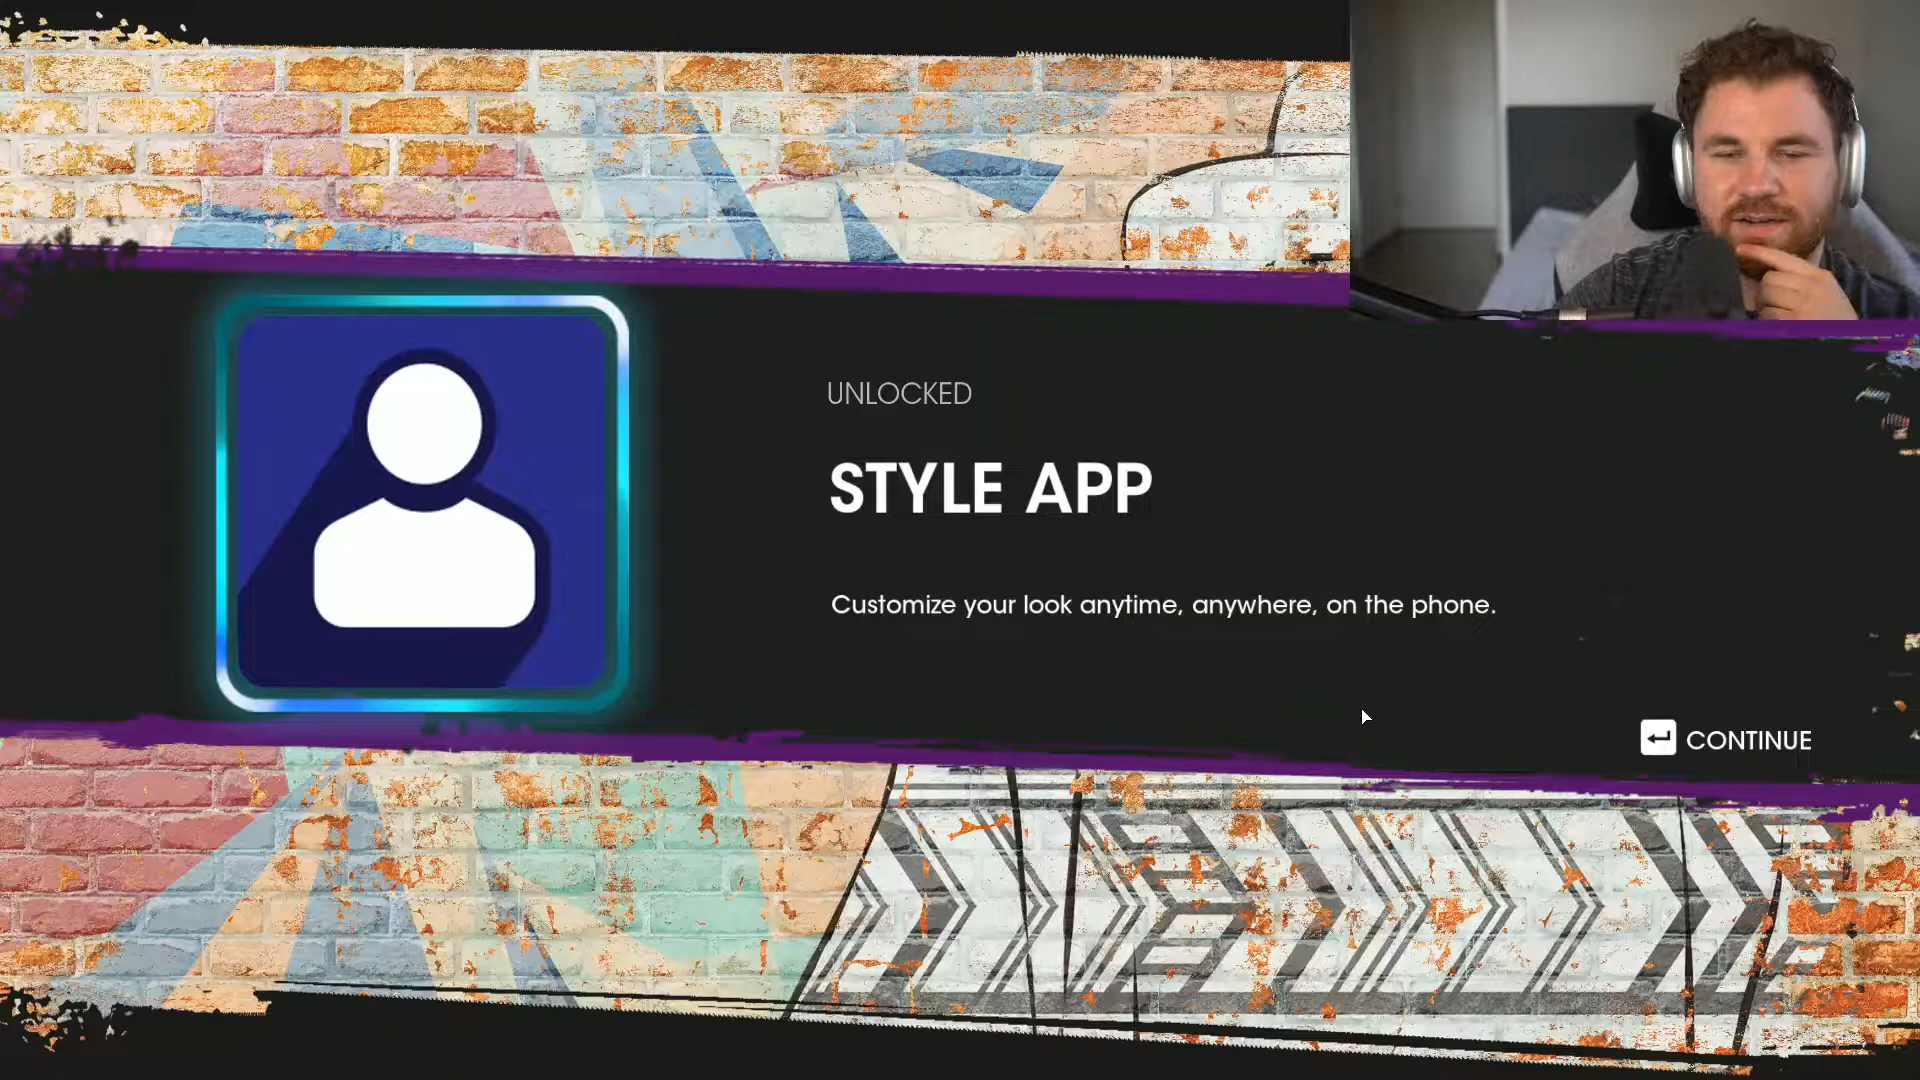 UNLOCKED
STYLE APP
Customize your look anytime, anywhere, on the phone.
CONTINUE